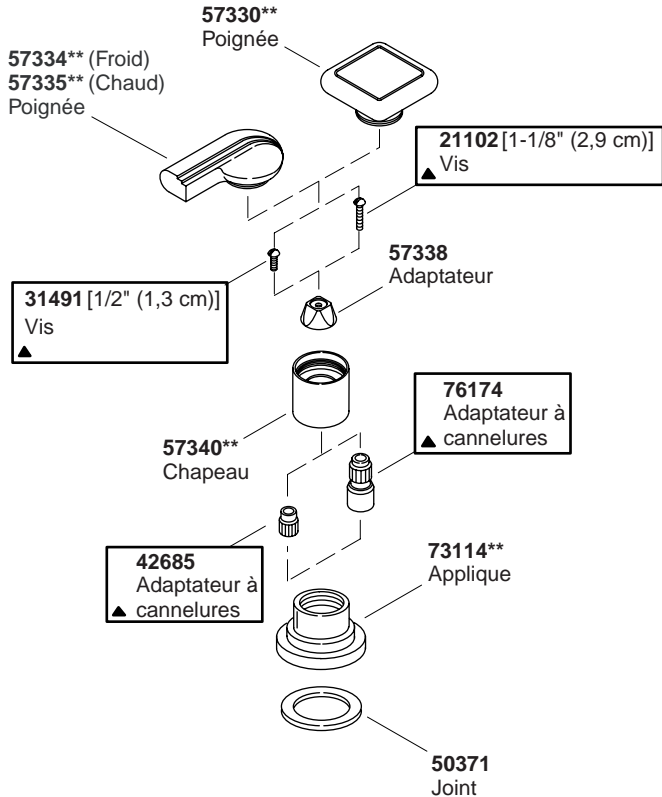 57330**
Poignée
57334** (Froid)
57335** (Chaud)
Poignée
21102 [1-1/8" (2,9 cm)]
Vis
57338
Adaptateur
31491 [1/2" (1,3 cm)]
Vis
76174
Adaptateur à
cannelures
57340**
Chapeau
42685
Adaptateur à
cannelures
73114**
Applique
50371
Joint